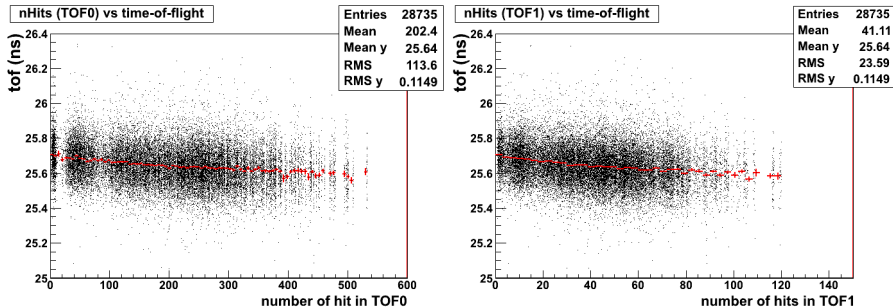 nHits (TOF0) vs time-of-flight
Entries 28735
Mean 202.4
Mean y 25.64
RMS 113.6
RMS y 0.1149
tof (ns)
26.4
26.2
26
25.8
25.6
25.4
25.2
25
0 100 200 300 400 500 600
number of hit in TOF0
nHits (TOF1) vs time-of-flight
Entries 28735
Mean 41.11
Mean y 25.64
RMS 23.59
RMS y 0.1149
tof (ns)
26.4
26.2
26
25.8
25.6
25.4
25.2
25
0 20 40 60 80 100 120 140
number of hits in TOF1